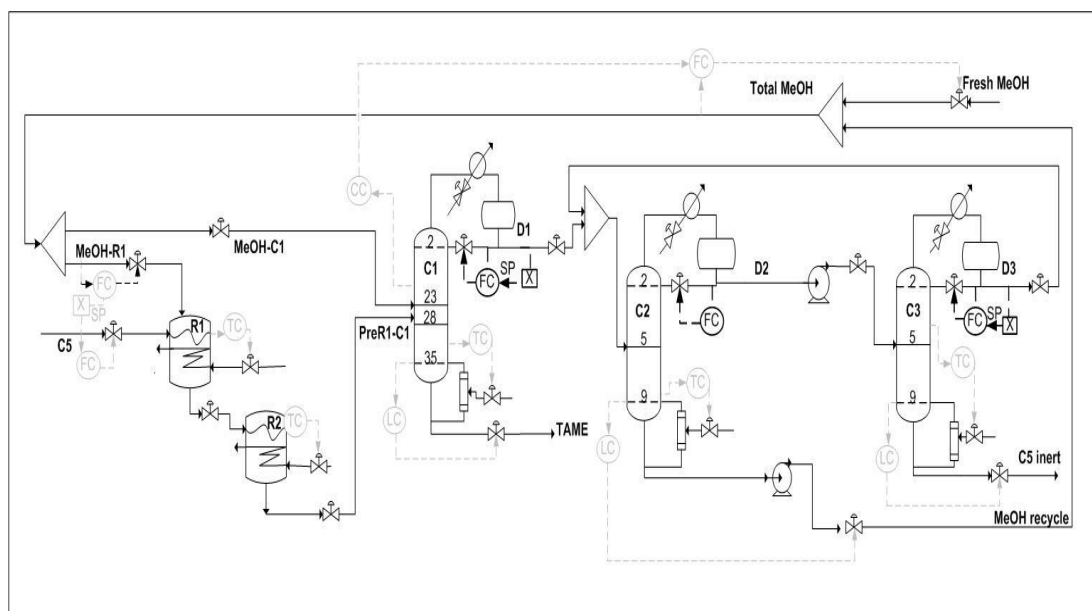 FC
Total MeOH
Fresh MeOH
CC
D1
2
C1
FC
SP
X
MeOH-R1
MeOH-C1
FC
X
SP
23
28
PreR1-C1
C5
FC
R1
TC
TC
35
LC
TAME
R2
TC
2
C2
FC
D2
5
9
TC
LC
2
C3
D3
FC
SP
X
5
TC
9
LC
C5 inert
MeOH recycle